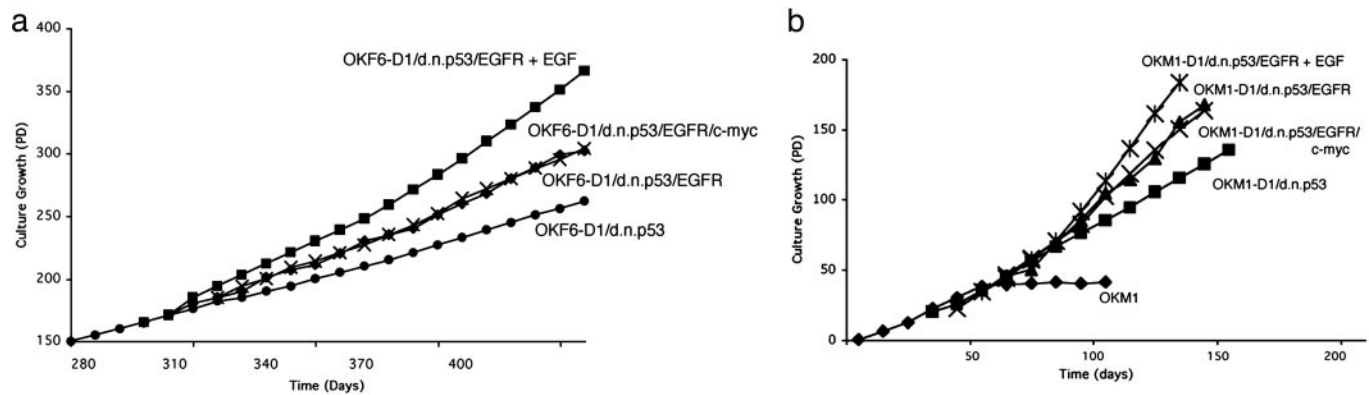 a
400
350
300
250
200
150
Culture Growth (PD)
OKF6-D1/d.n.p53/EGFR + EGF
OKF6-D1/d.n.p53/EGFR/c-myc
OKF6-D1/d.n.p53/EGFR
OKF6-D1/d.n.p53
280 310 340 370 400
Time (Days)
b
200
150
100
50
0
Culture Growth (PD)
OKM1-D1/d.n.p53/EGFR + EGF
OKM1-D1/d.n.p53/EGFR
OKM1-D1/d.n.p53/EGFR/
c-myc
OKM1-D1/d.n.p53
OKM1
50 100 150 200
Time (days)